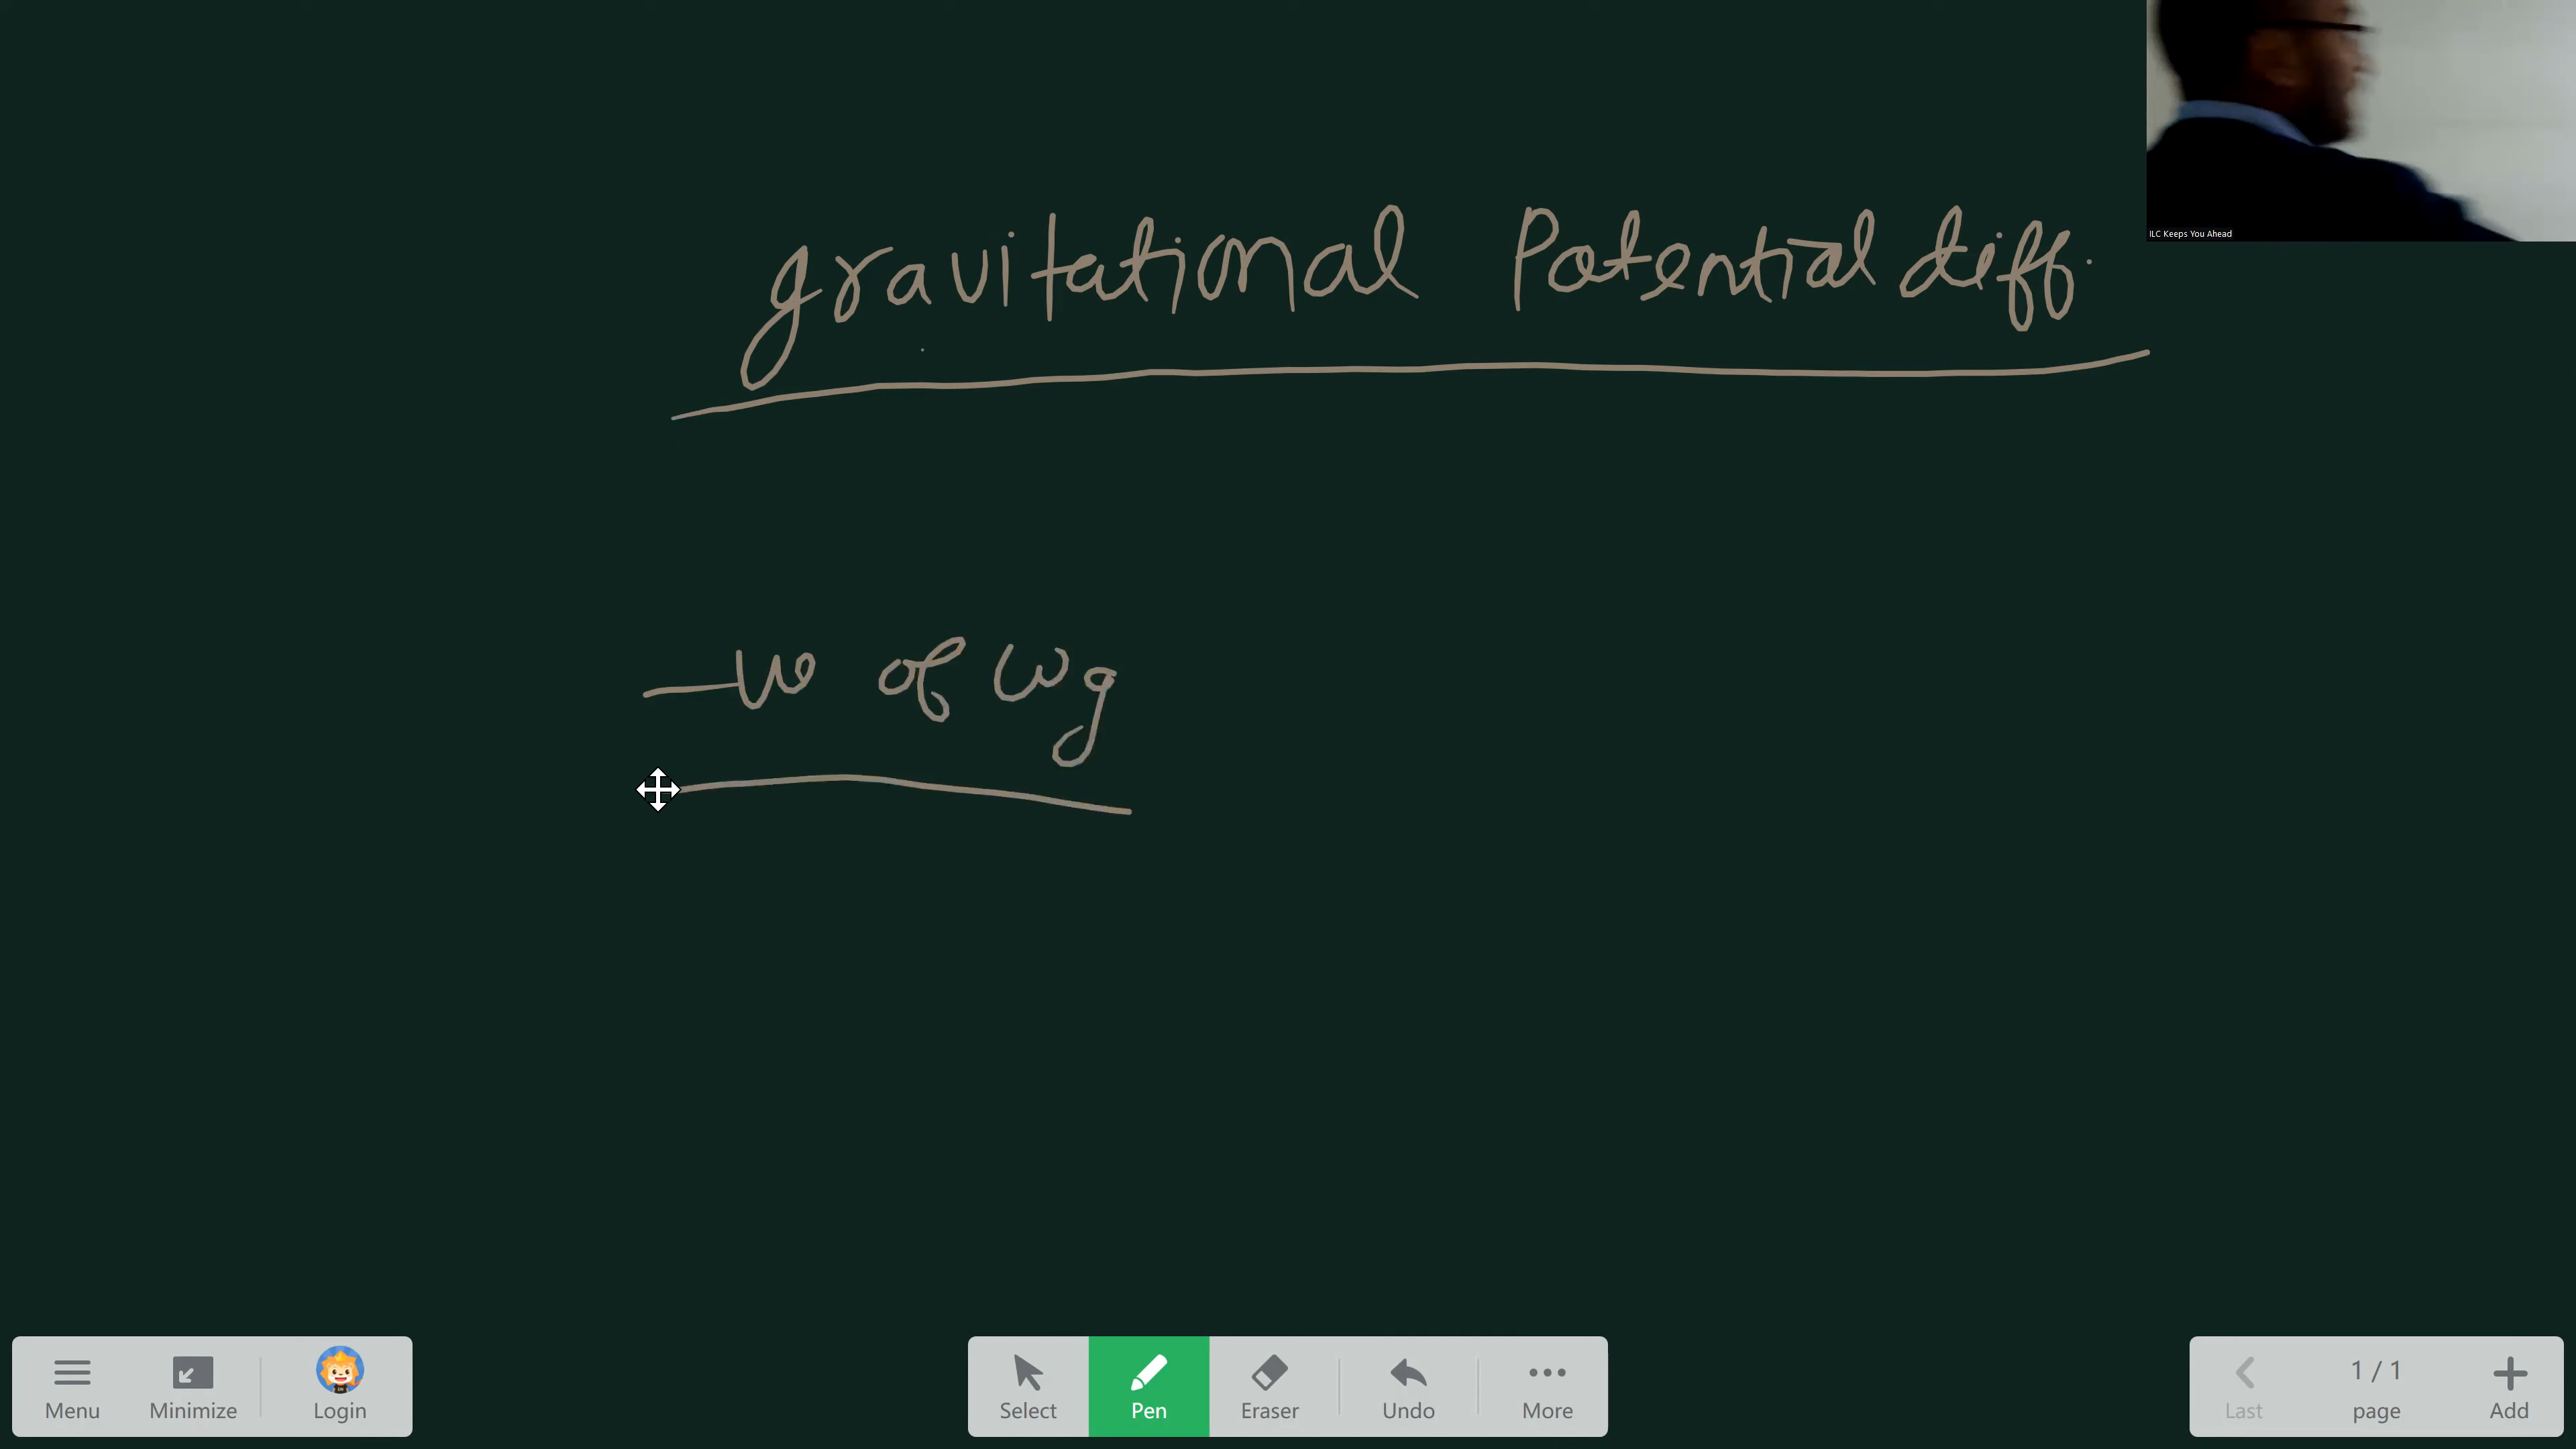 ILC Keeps You Ahead
gravitational Potential diff.
-ve of wg
Menu
Minimize
Login
Select
Pen
Eraser
Undo
More
Last
1 / 1
page
Add